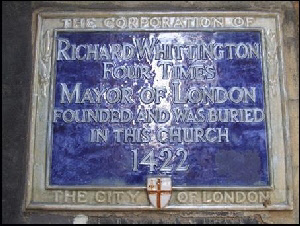 THE CORPORATION OF
RICHARD WHITTINGTON
FOUR TIMES
MAYOR OF LONDON
FOUNDED AND WAS BURIED
IN THIS CHURCH
1422
THE CITY OF LONDON